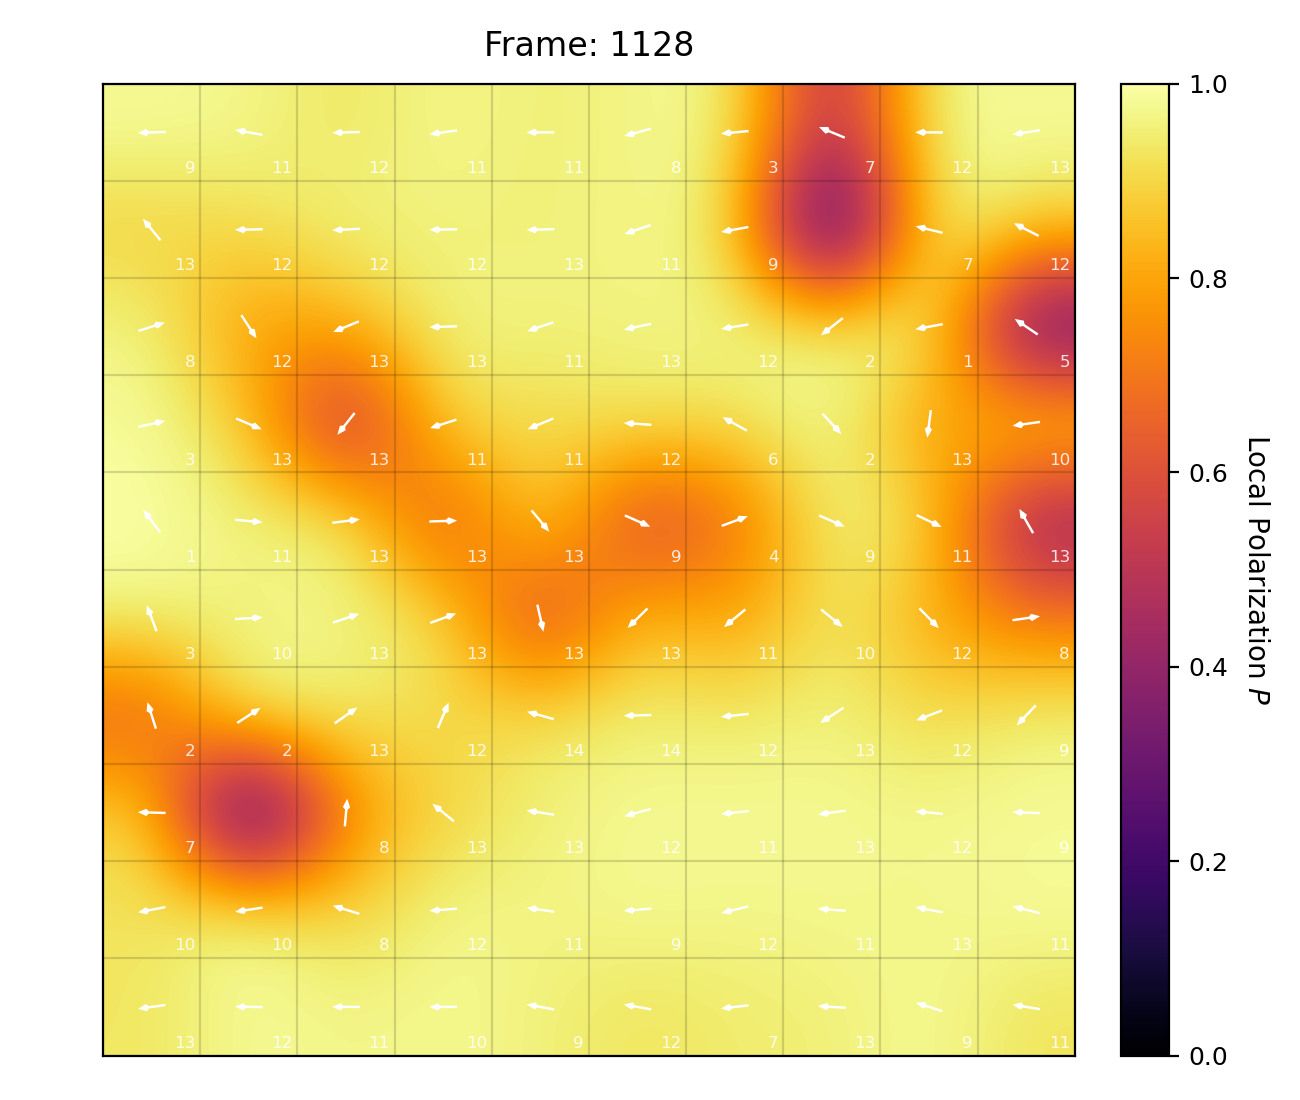 Frame: 1128
9 11 12 11 11 8 3 7 12 13
13 12 12 12 13 11 9 7 12
8 12 13 13 11 13 12 2 1 5
3 13 13 11 11 12 6 2 13 10
1 11 13 13 13 9 4 9 11 13
3 10 13 13 13 13 11 10 12 8
2 2 13 12 14 14 12 13 12 9
7 8 13 13 12 11 13 12 9
10 10 8 12 11 9 12 11 13 11
13 12 11 10 9 12 7 13 9 11
1.0
0.8
0.6
0.4
0.2
0.0
Local Polarization P